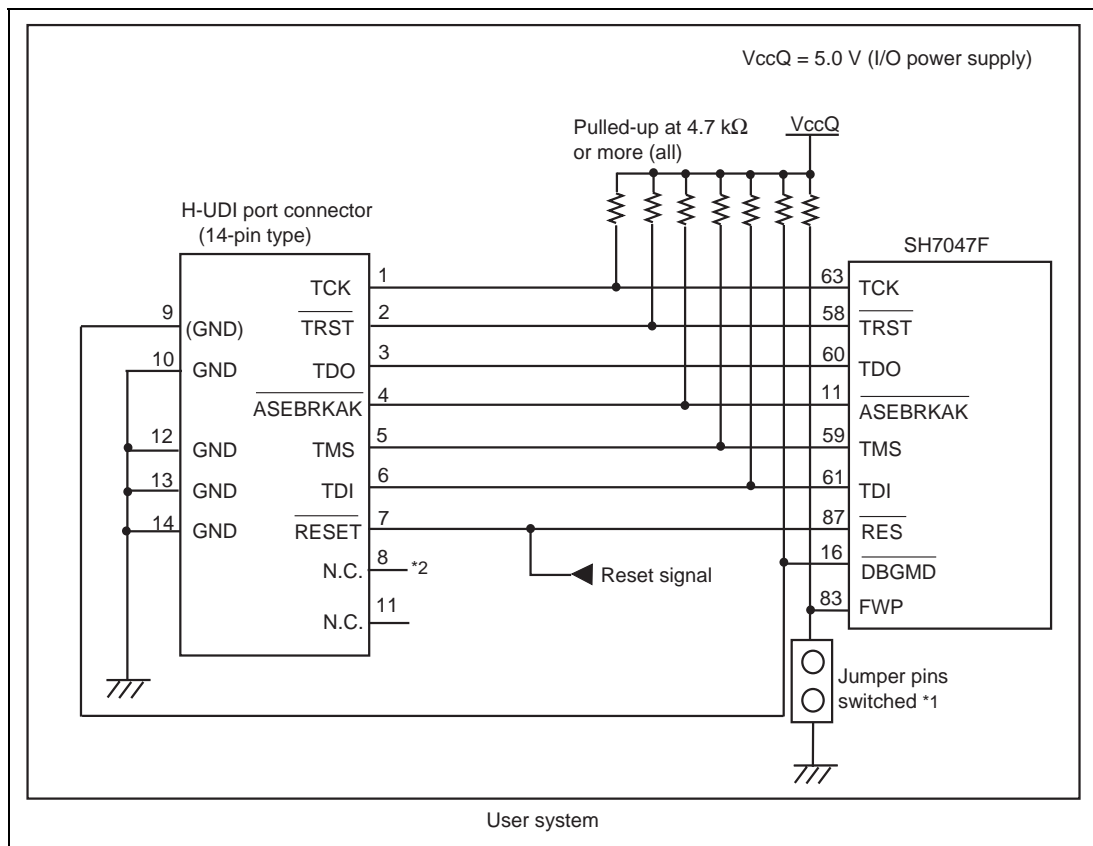 VccQ = 5.0 V (I/O power supply)
Pulled-up at 4.7 kΩ
or more (all)
VccQ
H-UDI port connector
(14-pin type)
SH7047F
TCK 1 63 TCK
9 (GND) TRST 2 58 TRST
10 GND TDO 3 60 TDO
ASEBRKAK 4 11 ASEBRKAK
12 GND TMS 5 59 TMS
13 GND TDI 6 61 TDI
14 GND RESET 7 87 RES
N.C. 8 *2 Reset signal 16 DBGMD
N.C. 11 83 FWP
Jumper pins
switched *1
User system